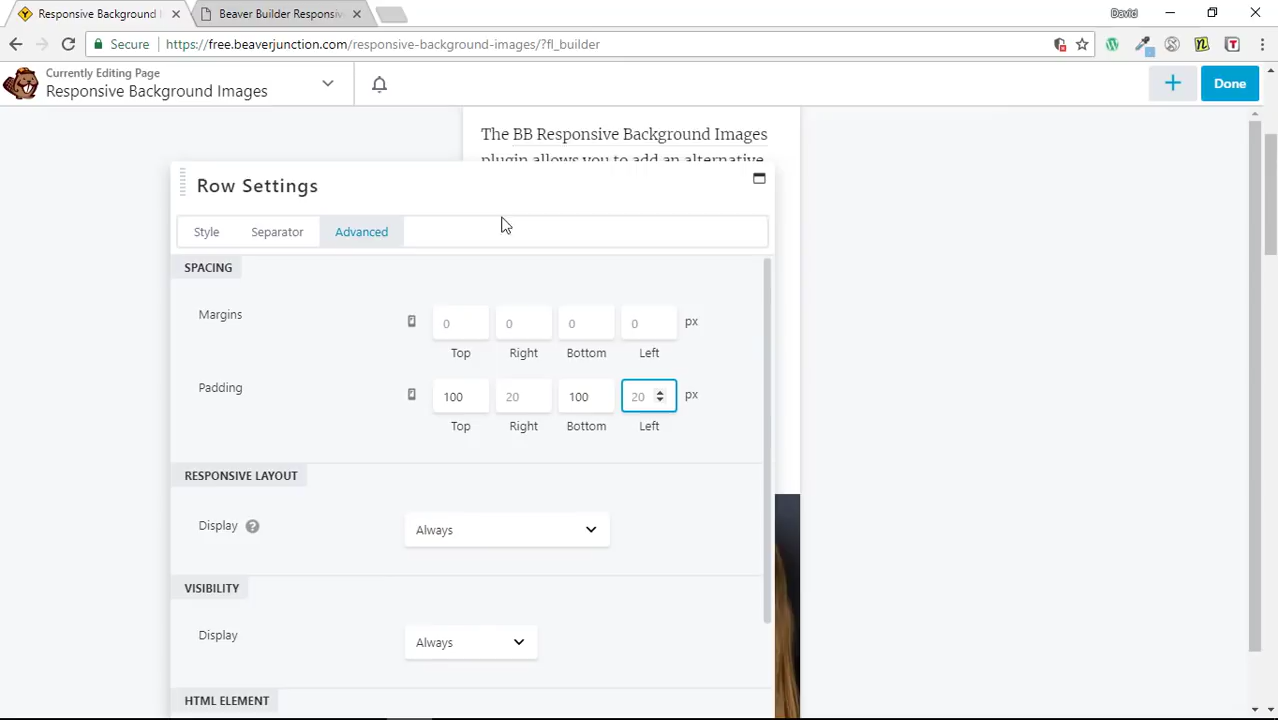 Responsive Background I
Beaver Builder Responsiv
David
Secure
https://free.beaverjunction.com/responsive-background-images/?fl_builder
Currently Editing Page
Responsive Background Images
Done
The BB Responsive Background Images
plugin allows you to add an alternative
Row Settings
Style Separator Advanced
SPACING
Margins
0 0 0 0 px
Top Right Bottom Left
Padding
100 20 100 20 px
Top Right Bottom Left
RESPONSIVE LAYOUT
Display ? Always
VISIBILITY
Display Always
HTML ELEMENT